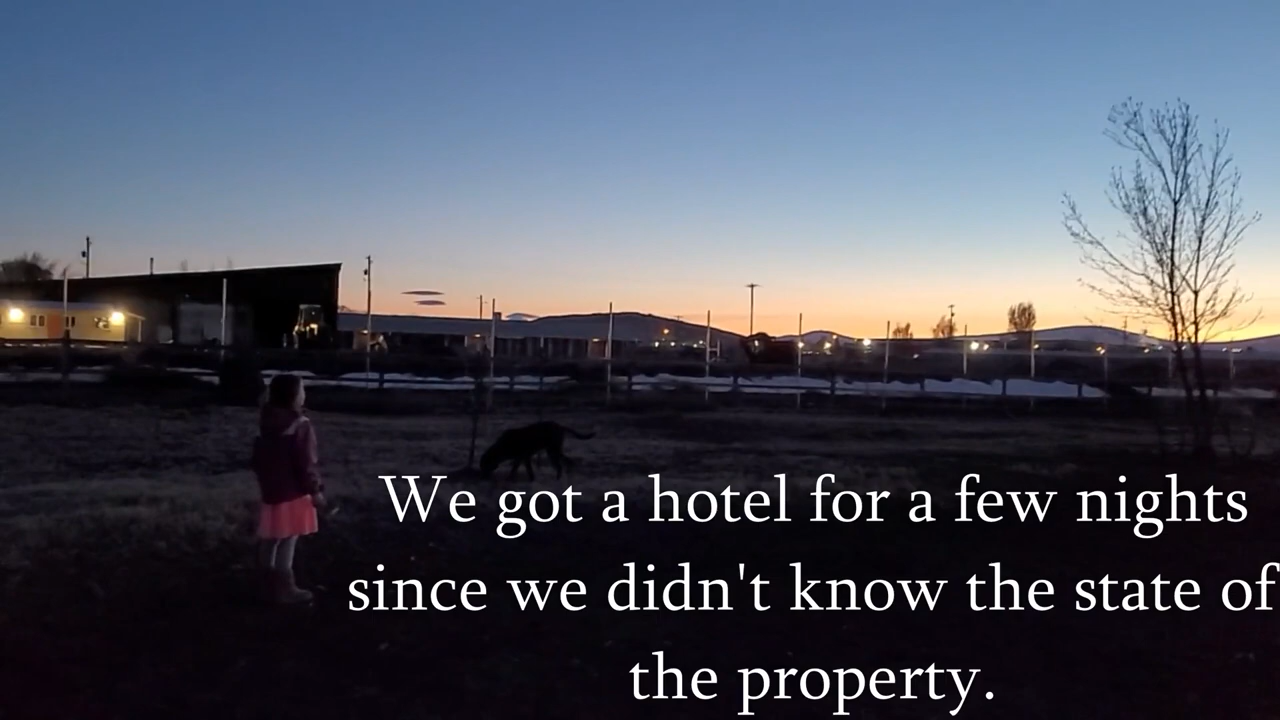 We got a hotel for a few nights
since we didn't know the state of
the property.